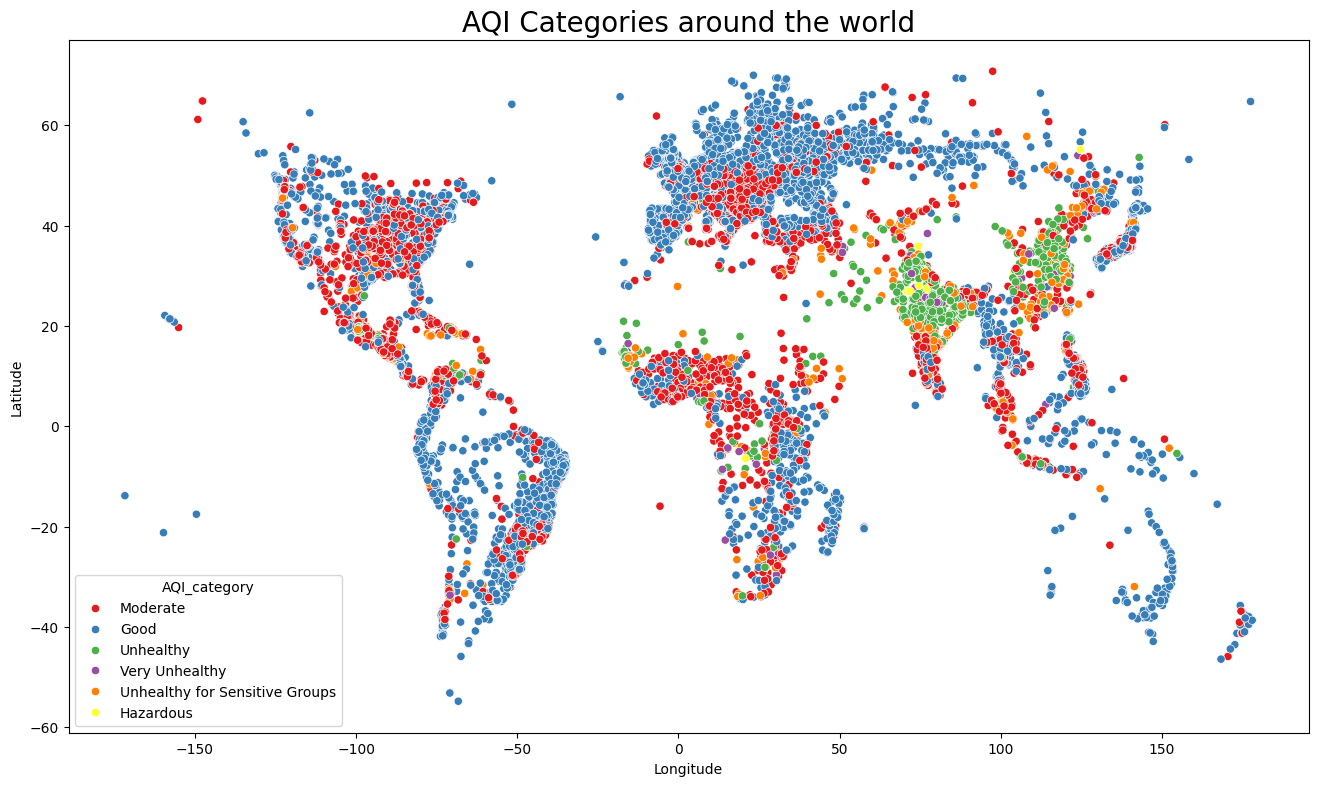 AQI Categories around the world
Latitude
60
40
20
0
−20
−40
−60
AQI_category
Moderate
Good
Unhealthy
Very Unhealthy
Unhealthy for Sensitive Groups
Hazardous
−150 −100 −50 0 50 100 150
Longitude